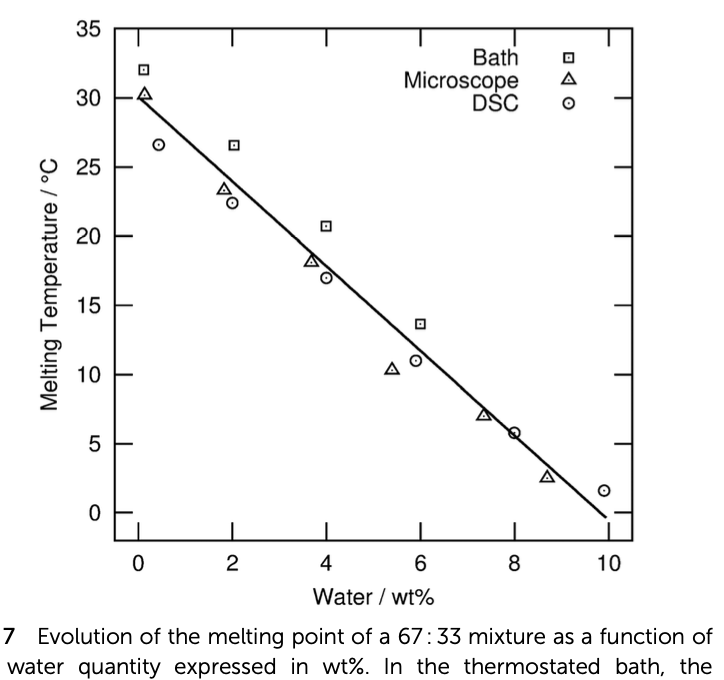 35
30
25
20
15
10
5
0
Melting Temperature / °C
Bath
Microscope
DSC
0 2 4 6 8 10
Water / wt%
7 Evolution of the melting point of a 67:33 mixture as a function of
water quantity expressed in wt%. In the thermostated bath, the